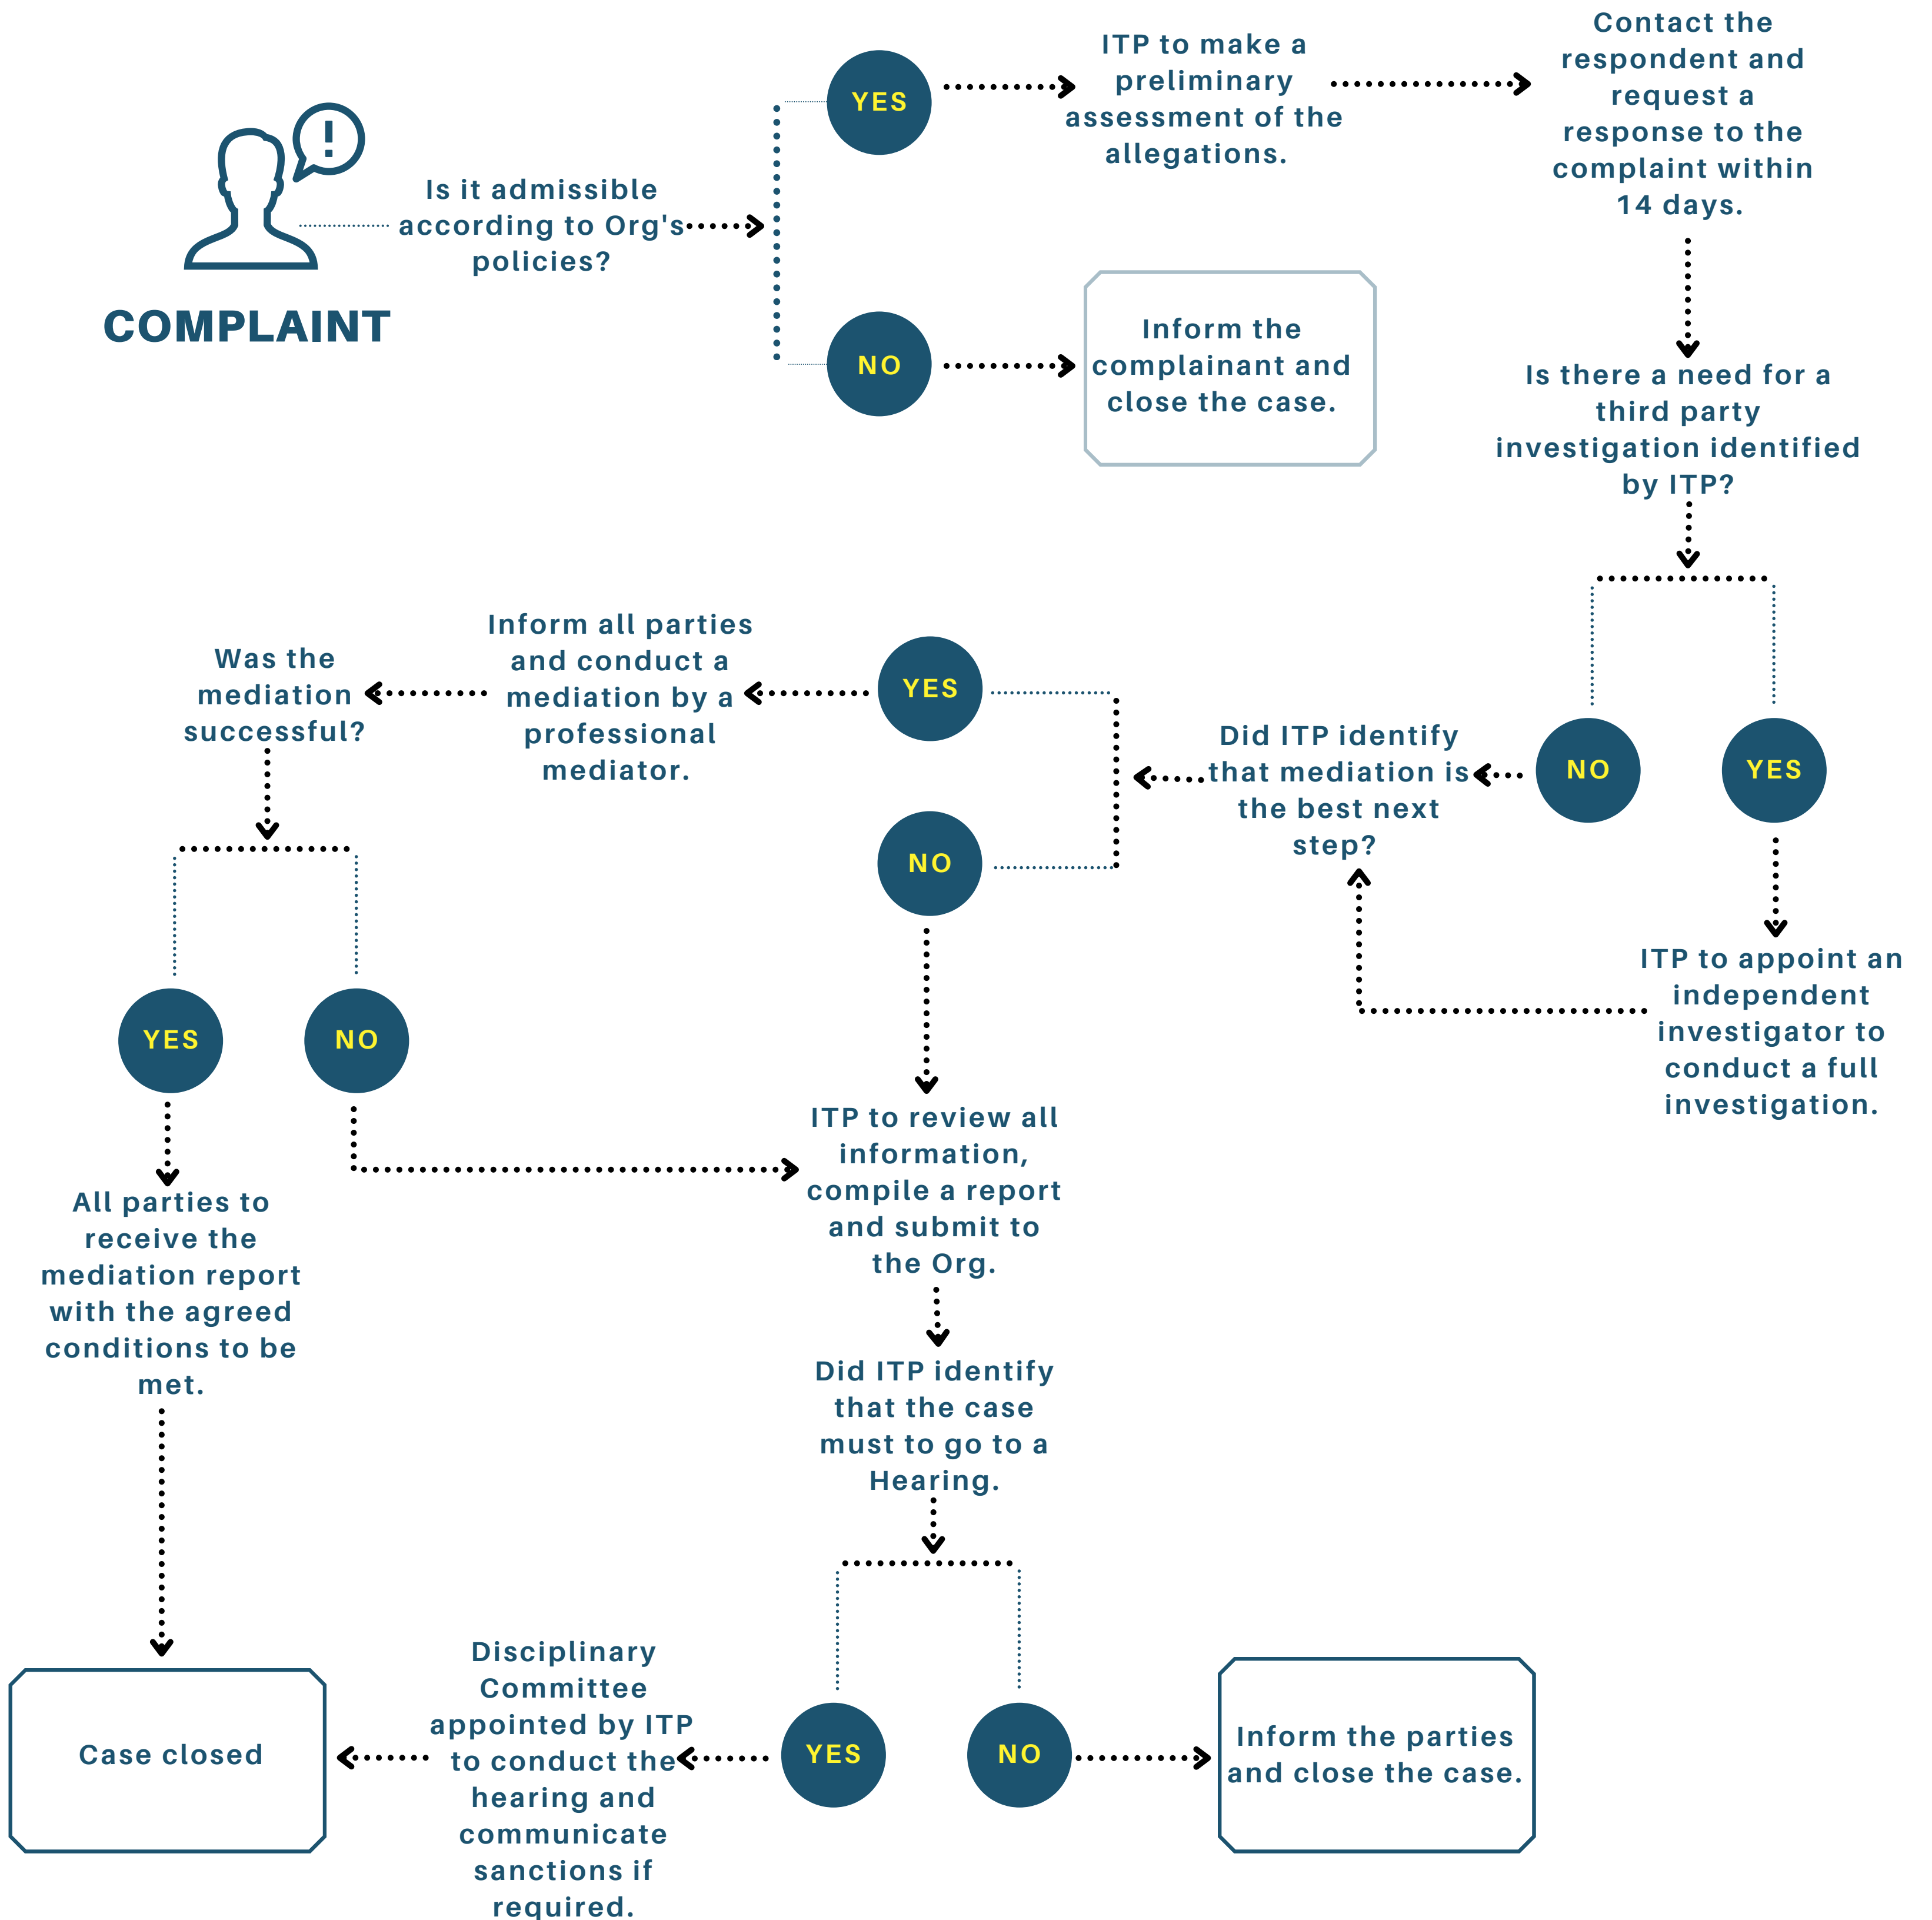 COMPLAINT
Is it admissible
according to Org's
policies?
YES
ITP to make a
preliminary
assessment of the
allegations.
Contact the
respondent and
request a
response to the
complaint within
14 days.
NO
Inform the
complainant and
close the case.
Is there a need for a
third party
investigation identified
by ITP?
NO
YES
ITP to appoint an
independent
investigator to
conduct a full
investigation.
Did ITP identify
that mediation is
the best next
step?
YES
NO
Inform all parties
and conduct a
mediation by a
professional
mediator.
Was the
mediation
successful?
YES
NO
All parties to
receive the
mediation report
with the agreed
conditions to be
met.
ITP to review all
information,
compile a report
and submit to
the Org.
Did ITP identify
that the case
must to go to a
Hearing.
YES
NO
Disciplinary
Committee
appointed by ITP
to conduct the
hearing and
communicate
sanctions if
required.
Case closed
Inform the parties
and close the case.